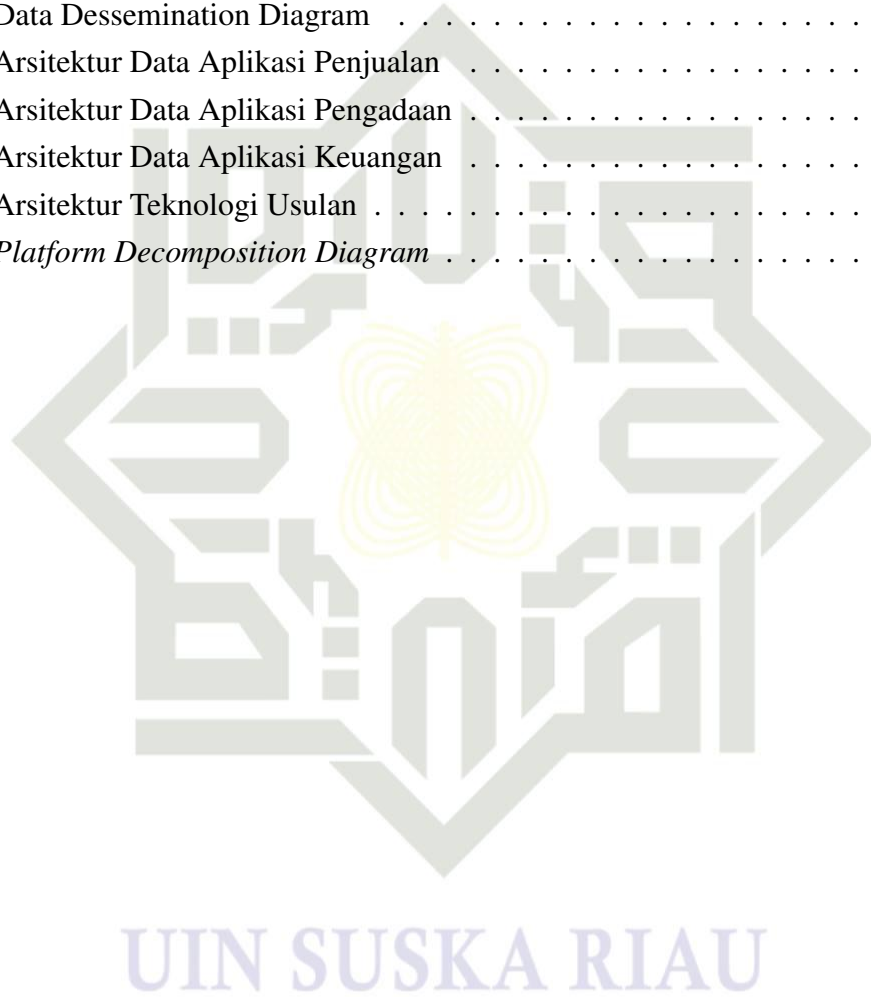 Data Dessemination Diagram . . . . . . . . . . . . . . . . . . . .
Arsitektur Data Aplikasi Penjualan . . . . . . . . . . . . . . . . .
Arsitektur Data Aplikasi Pengadaan . . . . . . . . . . . . . . . . .
Arsitektur Data Aplikasi Keuangan . . . . . . . . . . . . . . . . .
Arsitektur Teknologi Usulan . . . . . . . . . . . . . . . . . . . . .
Platform Decomposition Diagram . . . . . . . . . . . . . . . . . .
UIN SUSKA RIAU